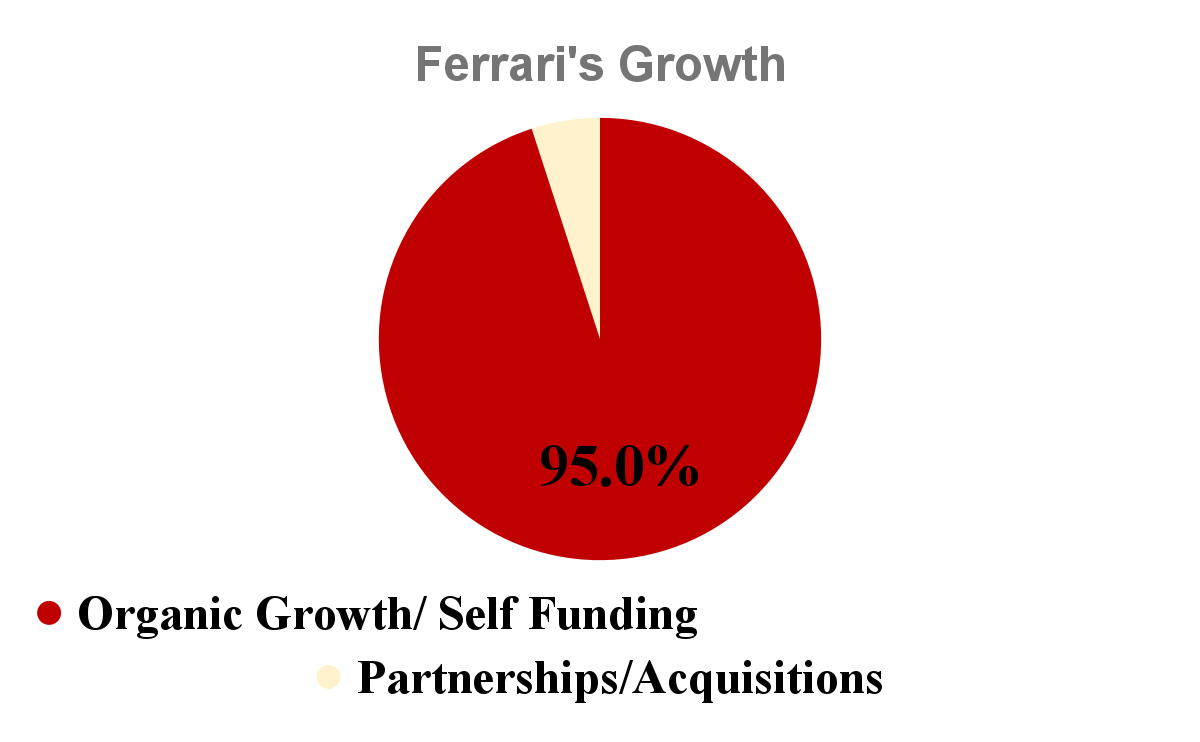 Ferrari's Growth
95.0%
Organic Growth/ Self Funding
Partnerships/Acquisitions